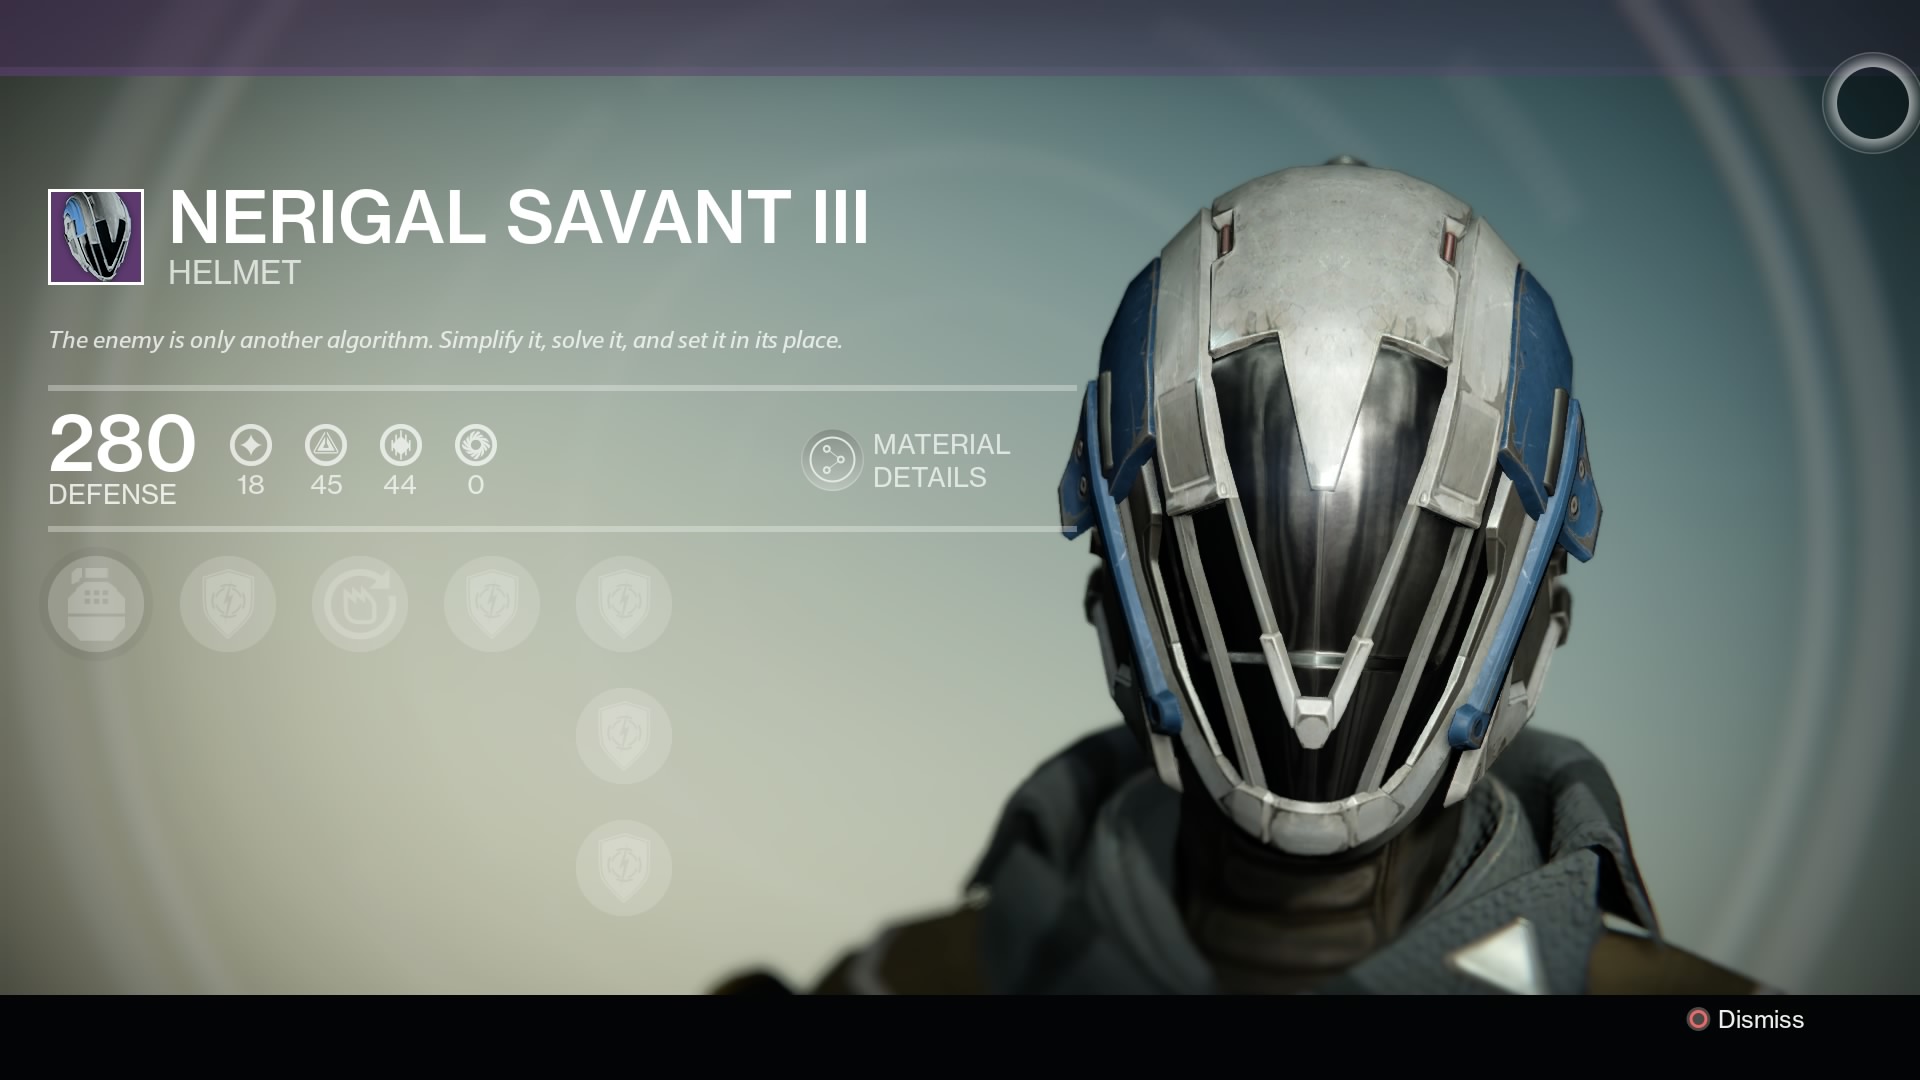 NERIGAL SAVANT III
HELMET
The enemy is only another algorithm. Simplify it, solve it, and set it in its place.
280
DEFENSE
18 45 44 0
MATERIAL
DETAILS
Dismiss